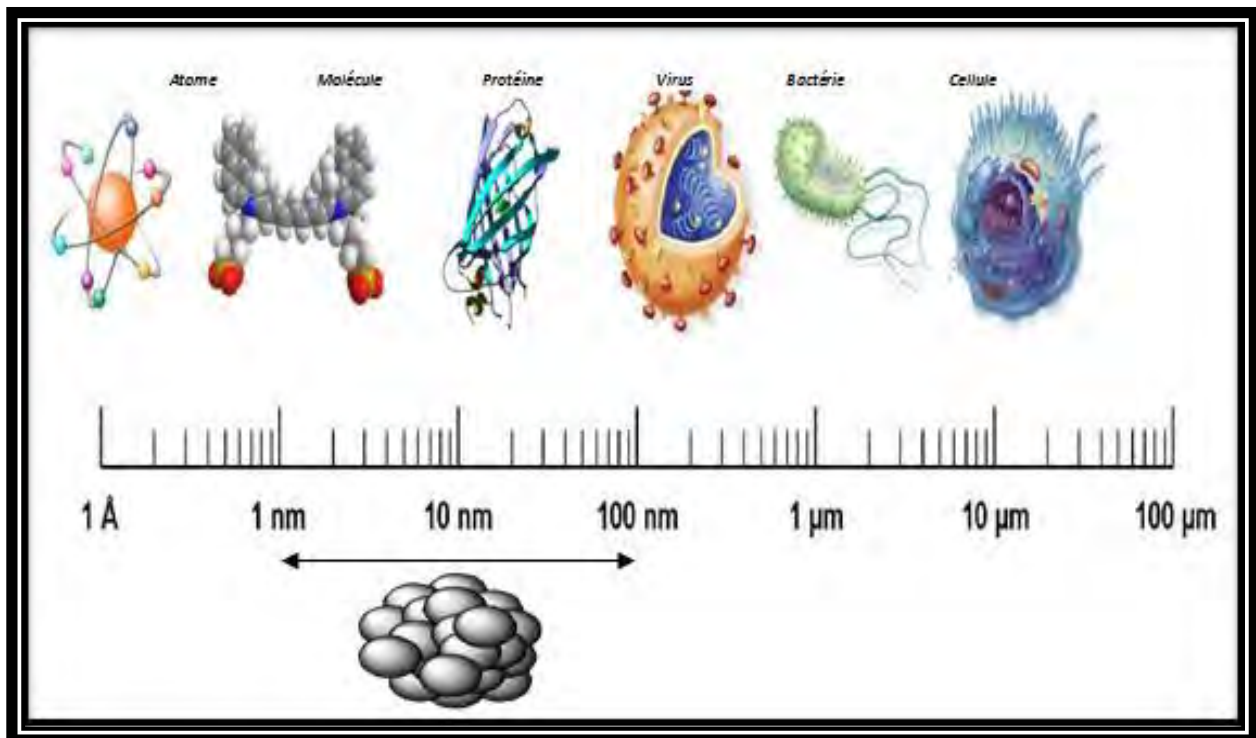 Atome Molécule Protéine Virus Bactérie Cellule
1 Å 1 nm 10 nm 100 nm 1 µm 10 µm 100 µm